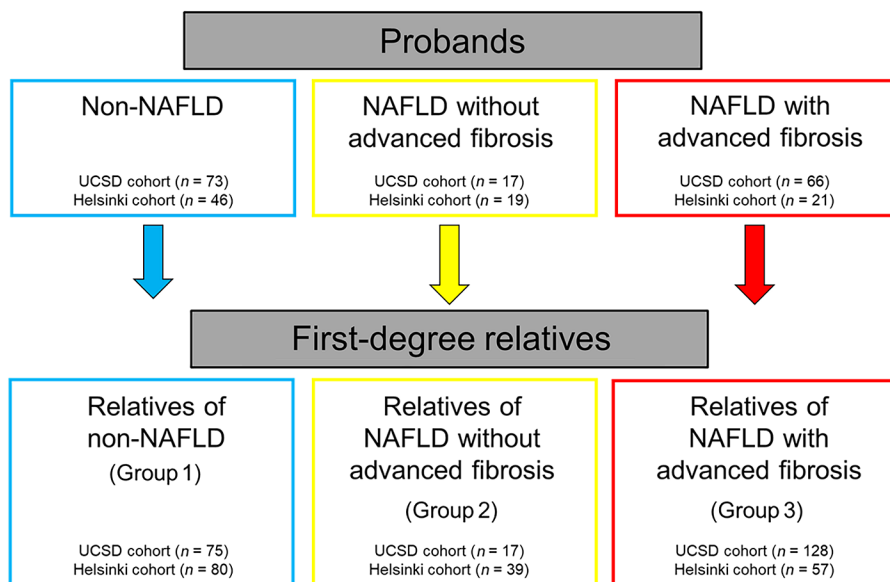 Probands
Non-NAFLD
UCSD cohort (n = 73)
Helsinki cohort (n = 46)
NAFLD without
advanced fibrosis
UCSD cohort (n = 17)
Helsinki cohort (n = 19)
NAFLD with
advanced fibrosis
UCSD cohort (n = 66)
Helsinki cohort (n = 21)
First-degree relatives
Relatives of
non-NAFLD
(Group 1)
UCSD cohort (n = 75)
Helsinki cohort (n = 80)
Relatives of
NAFLD without
advanced fibrosis
(Group 2)
UCSD cohort (n = 17)
Helsinki cohort (n = 39)
Relatives of
NAFLD with
advanced fibrosis
(Group 3)
UCSD cohort (n = 128)
Helsinki cohort (n = 57)